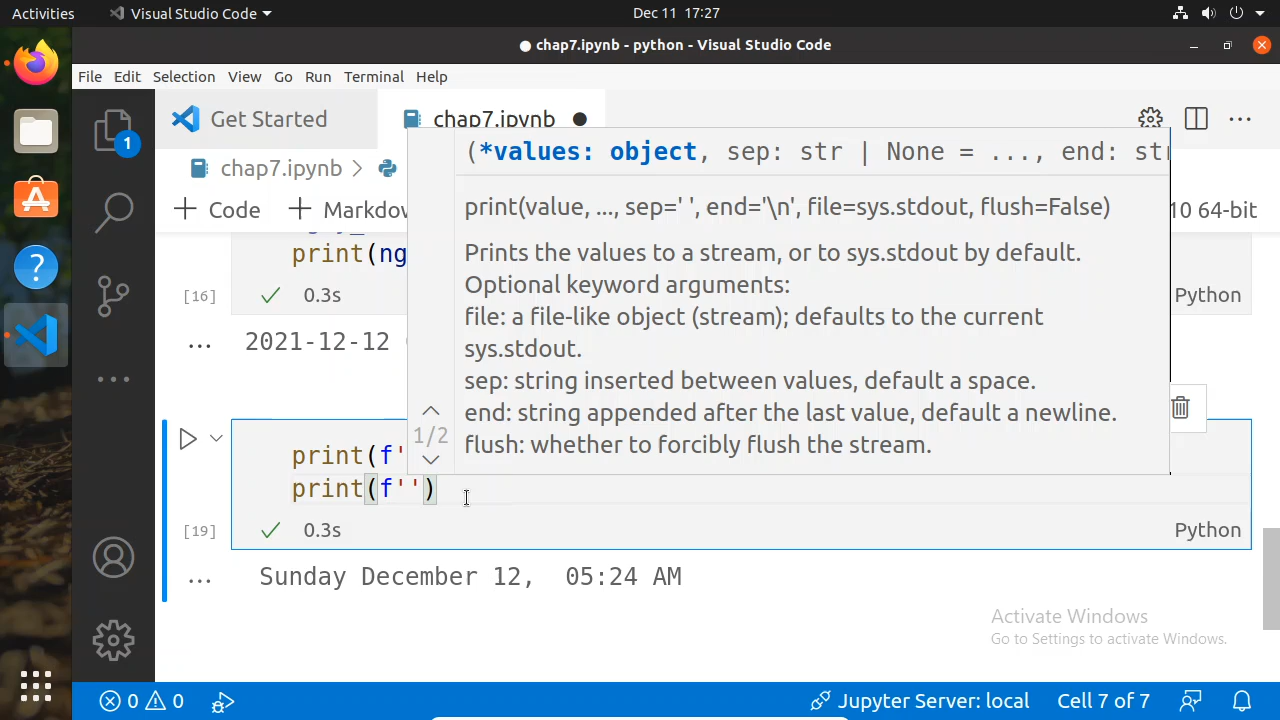 Activities Visual Studio Code Dec 11 17:27
chap7.ipynb - python - Visual Studio Code
File Edit Selection View Go Run Terminal Help
Get Started chap7.ipynb
1
(*values: object, sep: str | None = ..., end: str
chap7.ipynb
print(value, ..., sep=' ', end='\n', file=sys.stdout, flush=False)
+ Code + Markdow 10 64-bit
print(ng
Prints the values to a stream, or to sys.stdout by default.
Optional keyword arguments:
[16] 0.3s Python
file: a file-like object (stream); defaults to the current
2021-12-12
sys.stdout.
sep: string inserted between values, default a space.
end: string appended after the last value, default a newline.
1/2
flush: whether to forcibly flush the stream.
print(f'
print(f'')
[19] 0.3s Python
Sunday December 12, 05:24 AM
Activate Windows
Go to Settings to activate Windows.
0 0 Jupyter Server: local Cell 7 of 7